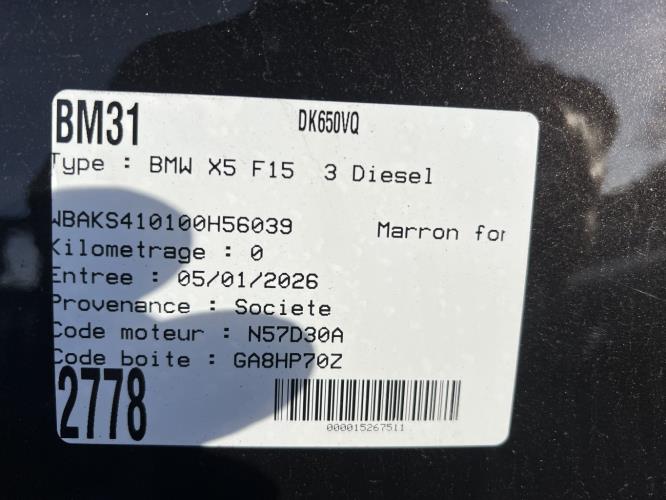 BM31 DK650VQ
Type : BMW X5 F15 3 Diesel
WBAKS410100H56039 Marron for
Kilometrage : 0
Entree : 05/01/2026
Provenance : Societe
Code moteur : N57D30A
Code boite : GA8HP70Z
2778
000015267511